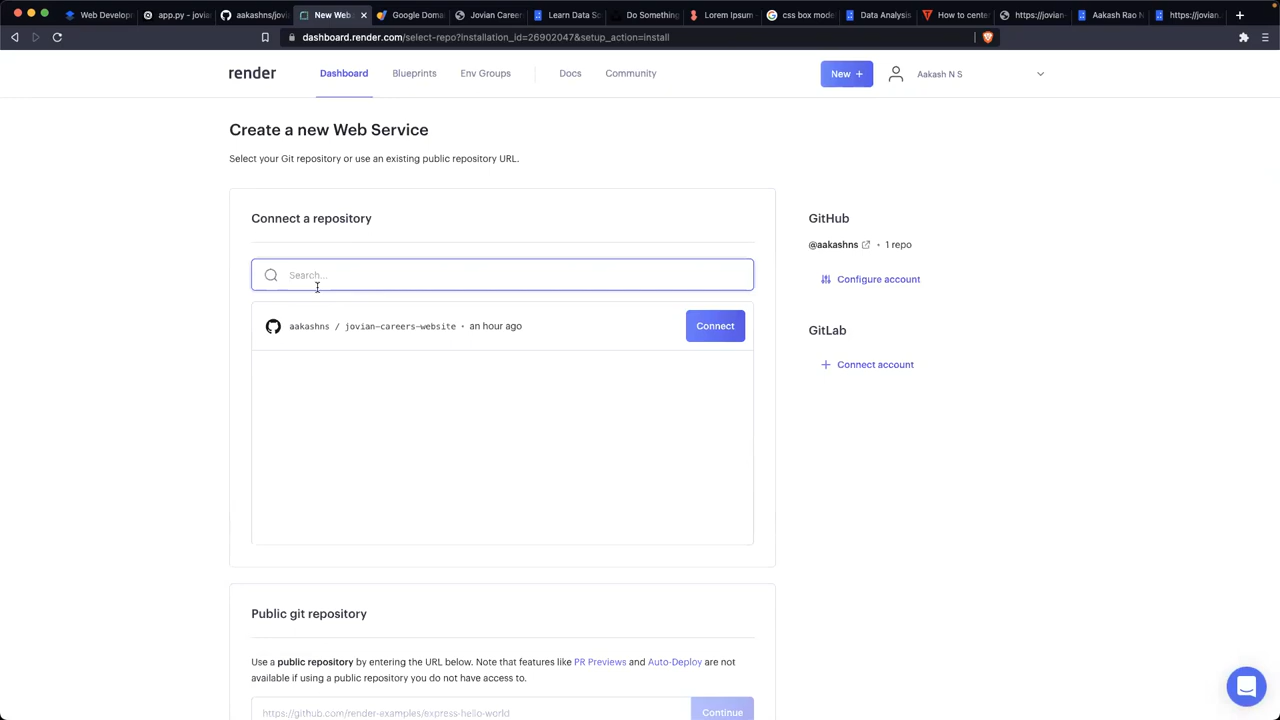 Web Develop
app.py - jovia
aakashns/jovi
New Web
Google Doma
Jovian Career
Learn Data Sc
Do Something
Lorem Ipsum
css box mode
Data Analysis
How to center
https://jovian-
Aakash Rao N
https://jovian.
dashboard.render.com/select-repo?installation_id=26902047&setup_action=install
render
Dashboard
Blueprints
Env Groups
Docs
Community
New +
Aakash N S
Create a new Web Service
Select your Git repository or use an existing public repository URL.
Connect a repository
Search...
aakashns / jovian-careers-website • an hour ago
Connect
GitHub
@aakashns • 1 repo
Configure account
GitLab
Connect account
Public git repository
Use a public repository by entering the URL below. Note that features like PR Previews and Auto-Deploy are not
available if using a public repository you do not have access to.
https://github.com/render-examples/express-hello-world
Continue